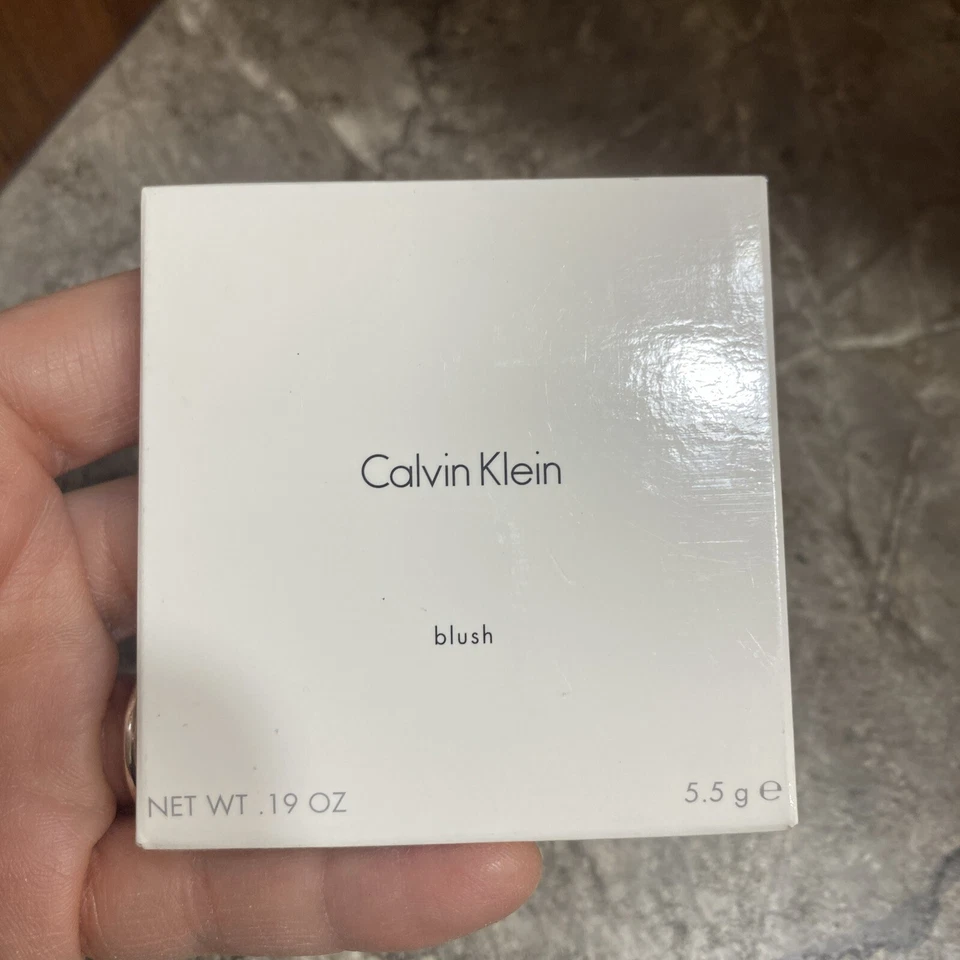 Calvin Klein
blush
NET WT .19 OZ
5.5 g ℮